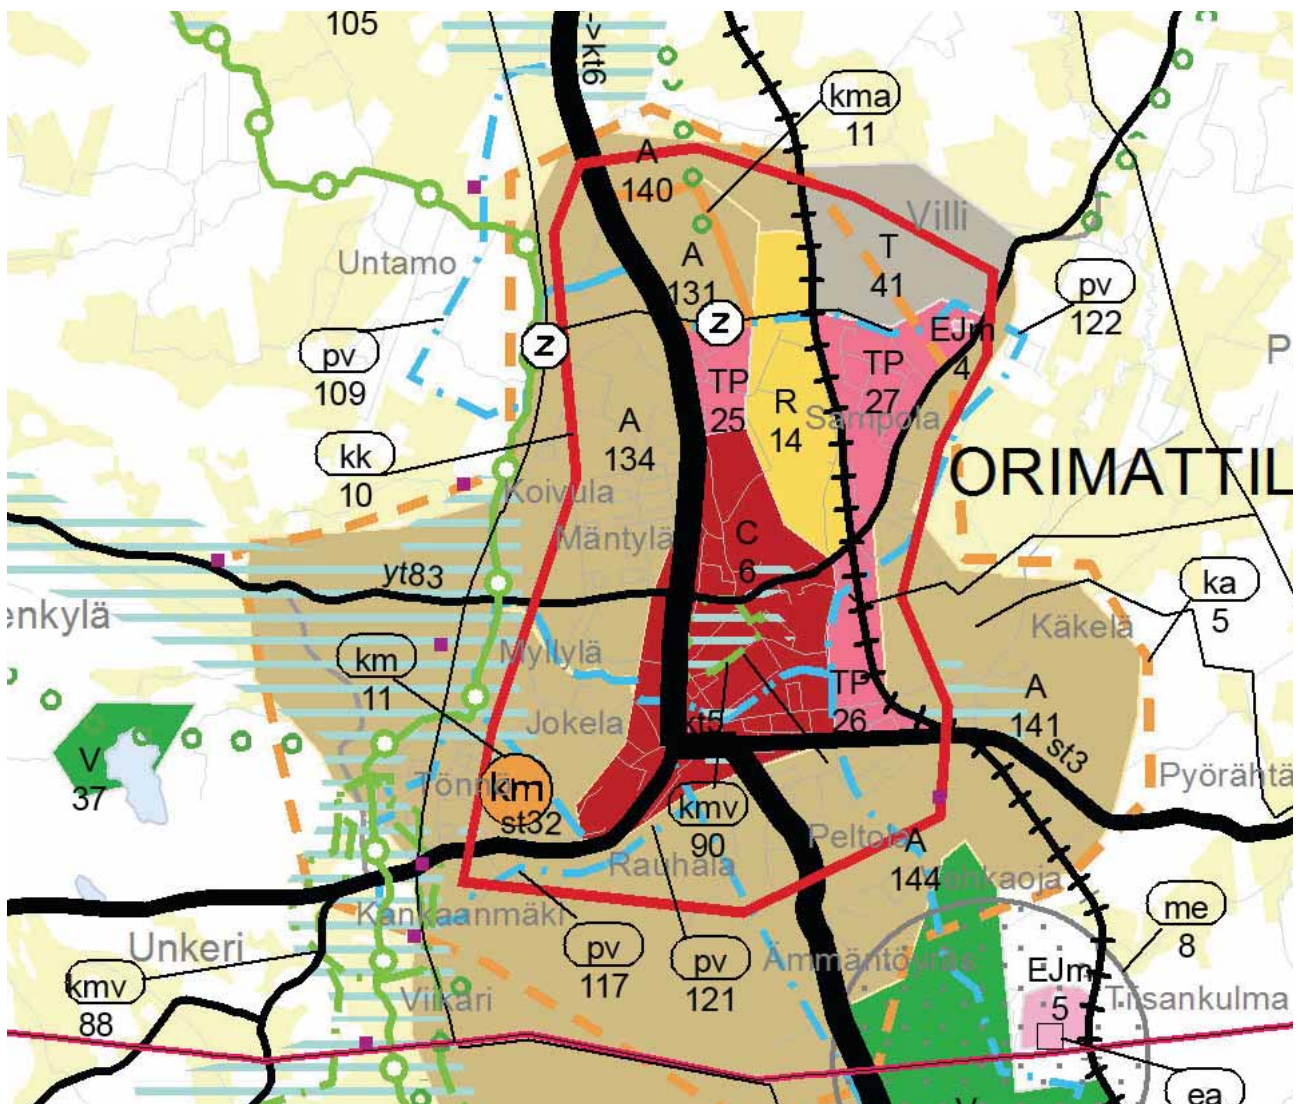 105
->kt6
kma
11
A
140
Villi
Untamo
A
131
T
41
pv
122
z
z
EJm
4
pv
109
TP
25
TP
27
R
14
Sampola
P
A
134
kk
10
ORIMATTIL
Koivula
Mäntylä
C
6
yt83
enkylä
ka
5
Käkelä
km
11
Myllylä
A
141
TP
26
Jokela
kt5
st3
V
37
Tönnö
km
st32
Pyörähtä
kmv
90
Peltola
A
144
Rauhala
Kankaanmäki
me
8
Unkeri
pv
117
pv
121
Ämmäntö
EJm
5
kmv
88
Viikari
Tiisankulma
ea
V